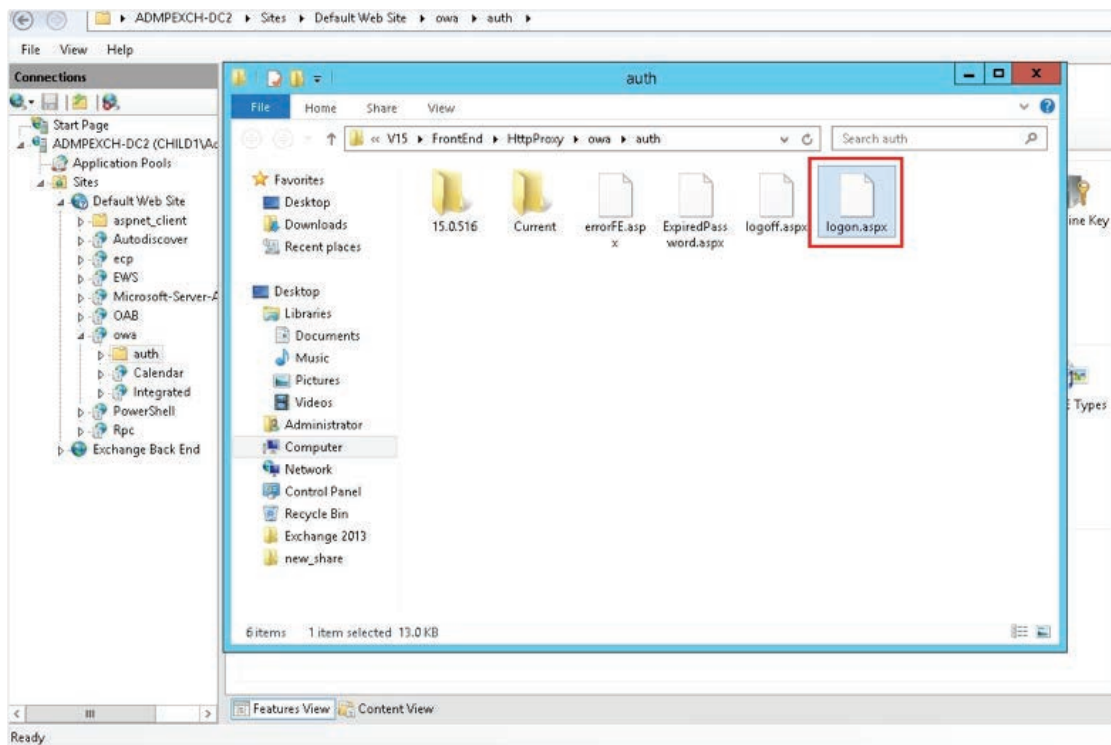 ADMPEXCH-DC2 ▸ Sites ▸ Default Web Site ▸ owa ▸ auth ▸
File View Help
Connections
Start Page
ADMPEXCH-DC2 (CHILD1\Ac
Application Pools
Sites
Default Web Site
aspnet_client
Autodiscover
ecp
EWS
Microsoft-Server-A
OAB
owa
auth
Calendar
Integrated
PowerShell
Rpc
Exchange Back End
auth
File Home Share View
« V15 ▸ FrontEnd ▸ HttpProxy ▸ owa ▸ auth
Search auth
Favorites
Desktop
Downloads
Recent places
Desktop
Libraries
Documents
Music
Pictures
Videos
Administrator
Computer
Network
Control Panel
Recycle Bin
Exchange 2013
new_share
15.0.516
Current
errorFE.asp
x
ExpiredPass
word.aspx
logoff.aspx
logon.aspx
6 items 1 item selected 13.0 KB
ine Key
E Types
Features View Content View
Ready